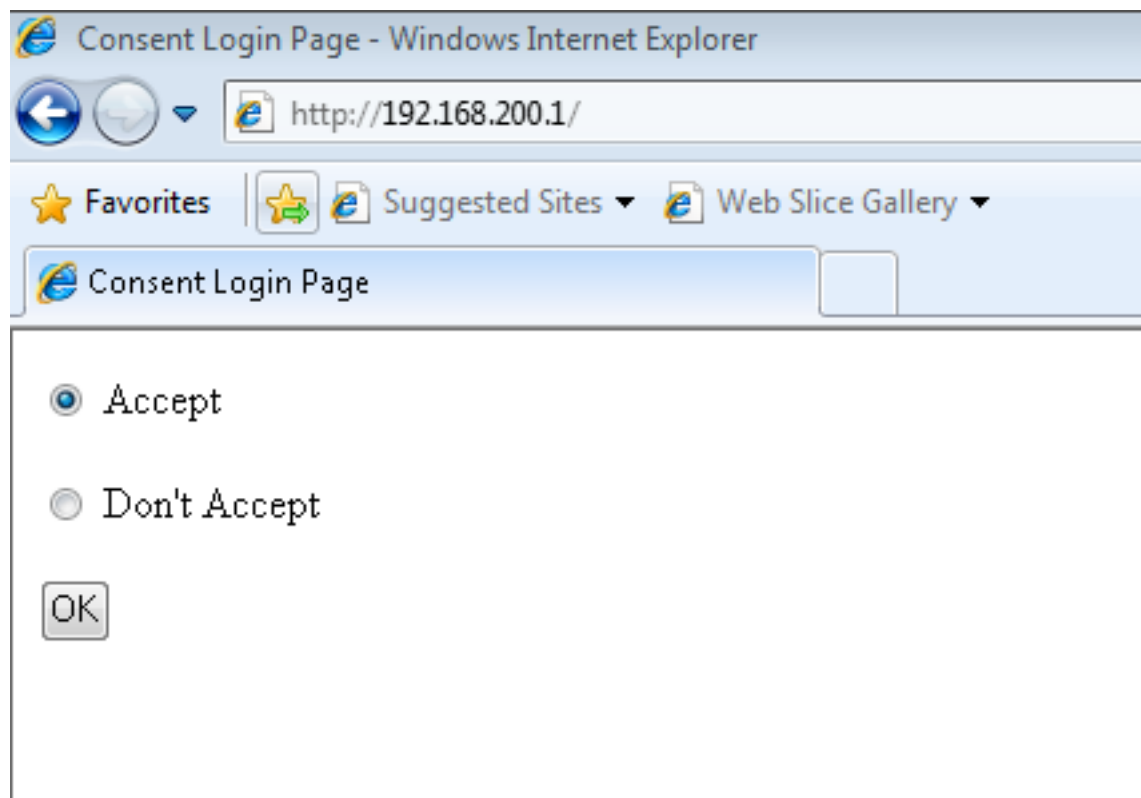 Consent Login Page - Windows Internet Explorer
http://192.168.200.1/
Favorites Suggested Sites Web Slice Gallery
Consent Login Page
Accept
Don't Accept
OK